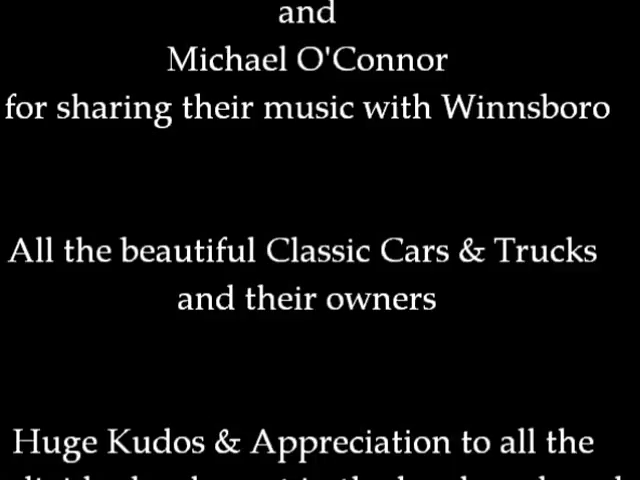 and
Michael O'Connor
for sharing their music with Winnsboro
All the beautiful Classic Cars & Trucks
and their owners
Huge Kudos & Appreciation to all the